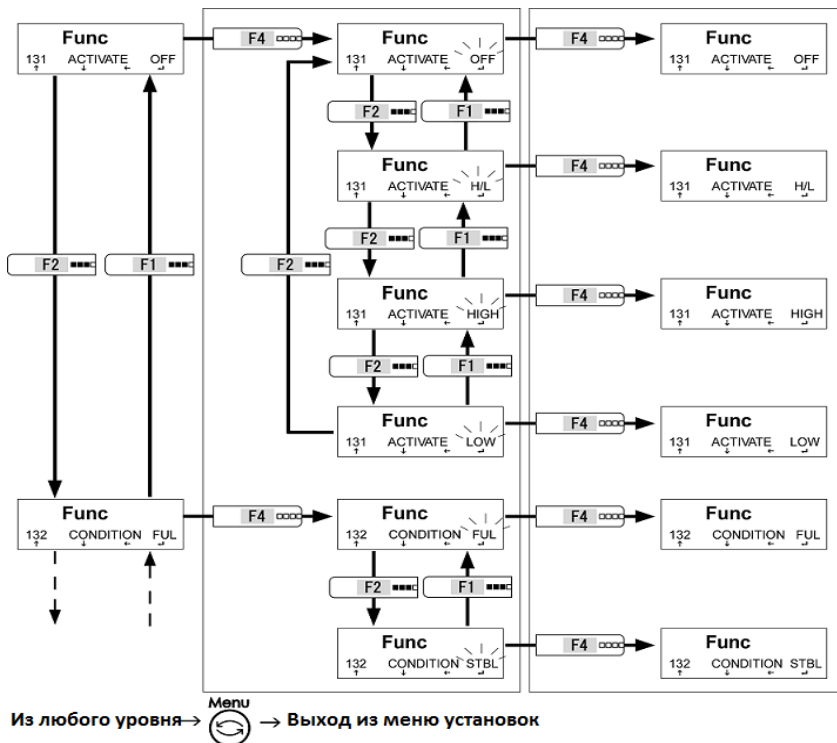 Func F4 Func F4 Func
131 ACTIVATE OFF 131 ACTIVATE OFF 131 ACTIVATE OFF
F2 F1
Func F4 Func
131 ACTIVATE H/L 131 ACTIVATE H/L
F2 F1 F2 F2 F1
Func F4 Func
131 ACTIVATE HIGH 131 ACTIVATE HIGH
F2 F1
Func F4 Func
131 ACTIVATE LOW 131 ACTIVATE LOW
Func F4 Func F4 Func
132 CONDITION FUL 132 CONDITION FUL 132 CONDITION FUL
F2 F1
Func F4 Func
132 CONDITION STBL 132 CONDITION STBL
Menu
Из любого уровня → → Выход из меню установок